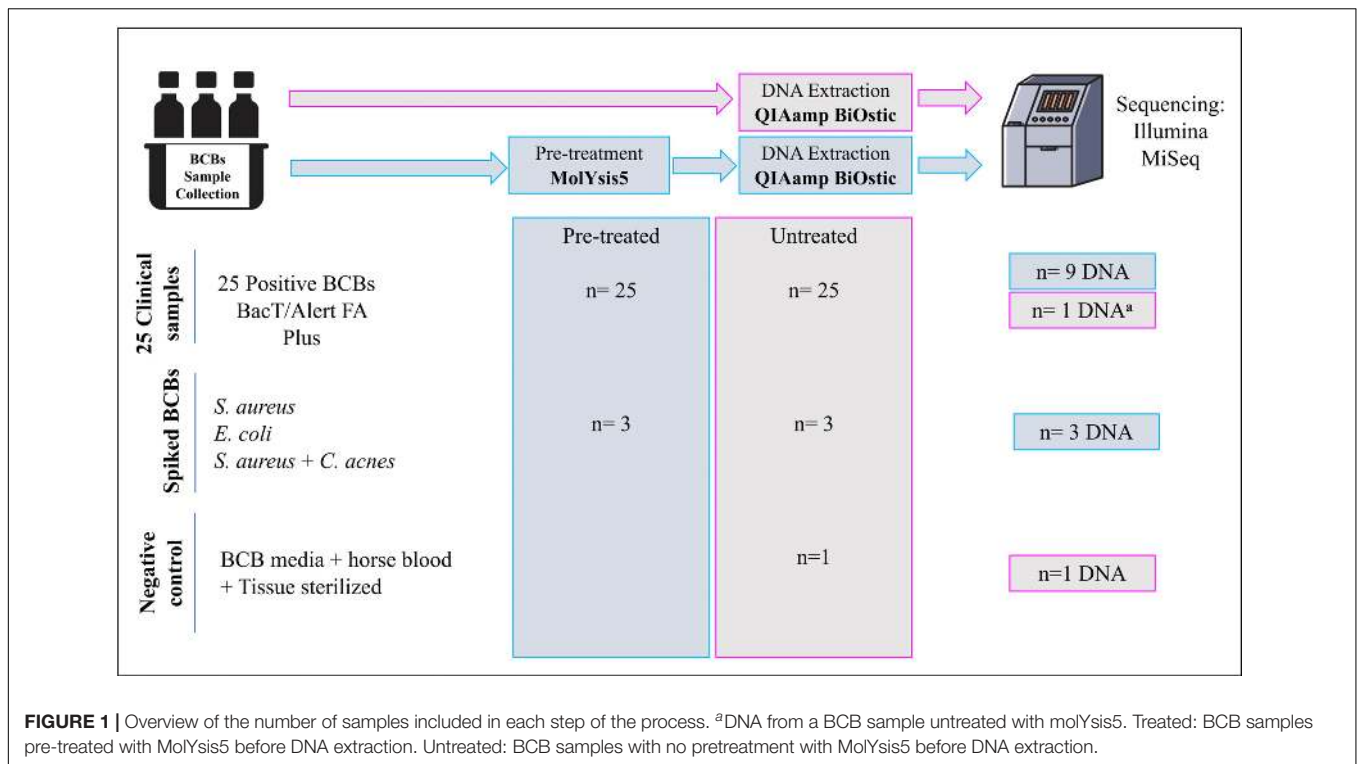 BCBs
Sample
Collection
DNA Extraction
QIAamp BiOstic
Pre-treatment
MolYsis5
DNA Extraction
QIAamp BiOstic
Sequencing:
Illumina
MiSeq
Pre-treated
Untreated
25 Clinical
samples
25 Positive BCBs
BacT/Alert FA
Plus
n= 25
n= 25
n= 9 DNA
n= 1 DNAᵃ
Spiked BCBs
S. aureus
E. coli
S. aureus + C. acnes
n= 3
n= 3
n= 3 DNA
Negative
control
BCB media + horse blood
+ Tissue sterilized
n=1
n=1 DNA
FIGURE 1 | Overview of the number of samples included in each step of the process. ᵃDNA from a BCB sample untreated with molYsis5. Treated: BCB samples
pre-treated with MolYsis5 before DNA extraction. Untreated: BCB samples with no pretreatment with MolYsis5 before DNA extraction.